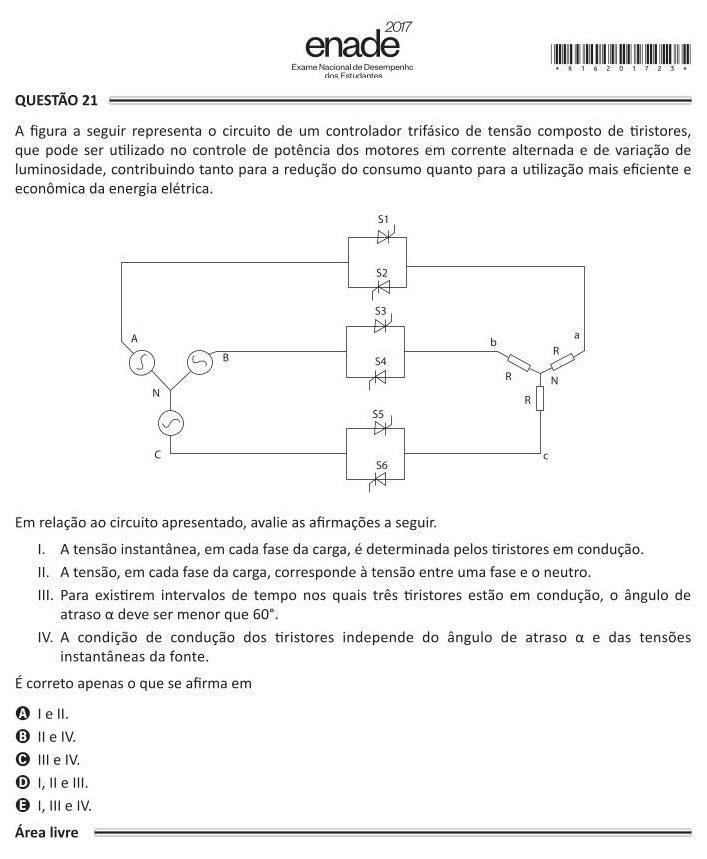 enade 2017
Exame Nacional de Desempenho
dos Estudantes
* R 1 6 2 0 1 7 2 3 *
QUESTÃO 21
A figura a seguir representa o circuito de um controlador trifásico de tensão composto de tiristores,
que pode ser utilizado no controle de potência dos motores em corrente alternada e de variação de
luminosidade, contribuindo tanto para a redução do consumo quanto para a utilização mais eficiente e
econômica da energia elétrica.
S1
S2
S3
A
B
b
a
R
S4
R
N
N
R
S5
C
c
S6
Em relação ao circuito apresentado, avalie as afirmações a seguir.
I. A tensão instantânea, em cada fase da carga, é determinada pelos tiristores em condução.
II. A tensão, em cada fase da carga, corresponde à tensão entre uma fase e o neutro.
III. Para existirem intervalos de tempo nos quais três tiristores estão em condução, o ângulo de
atraso α deve ser menor que 60°.
IV. A condição de condução dos tiristores independe do ângulo de atraso α e das tensões
instantâneas da fonte.
É correto apenas o que se afirma em
A I e II.
B II e IV.
C III e IV.
D I, II e III.
E I, III e IV.
Área livre